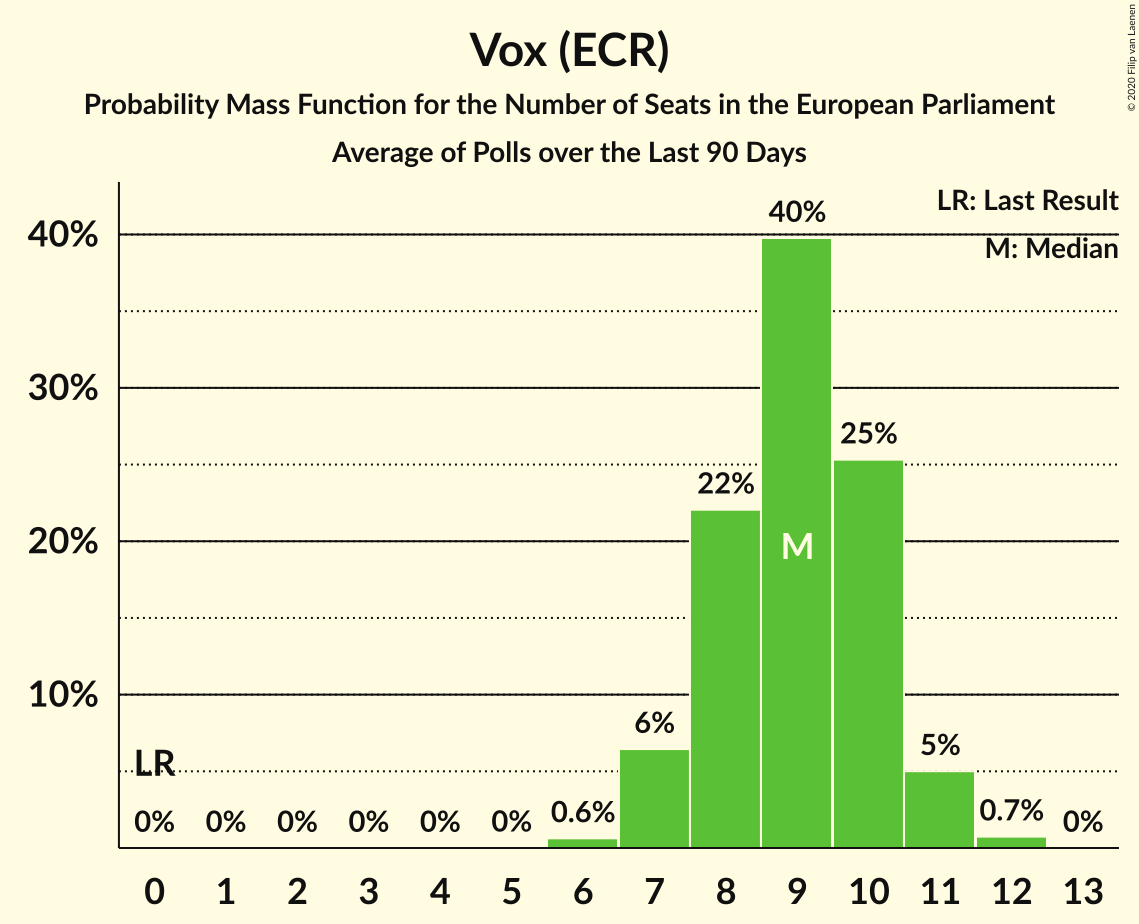 Vox (ECR)
Probability Mass Function for the Number of Seats in the European Parliament
Average of Polls over the Last 90 Days
© 2020 Filip van Laenen
LR: Last Result
M: Median
40%
30%
20%
10%
LR
0%
0%
0%
0%
0%
0%
0.6%
6%
22%
40%
M
25%
5%
0.7%
0%
0 1 2 3 4 5 6 7 8 9 10 11 12 13